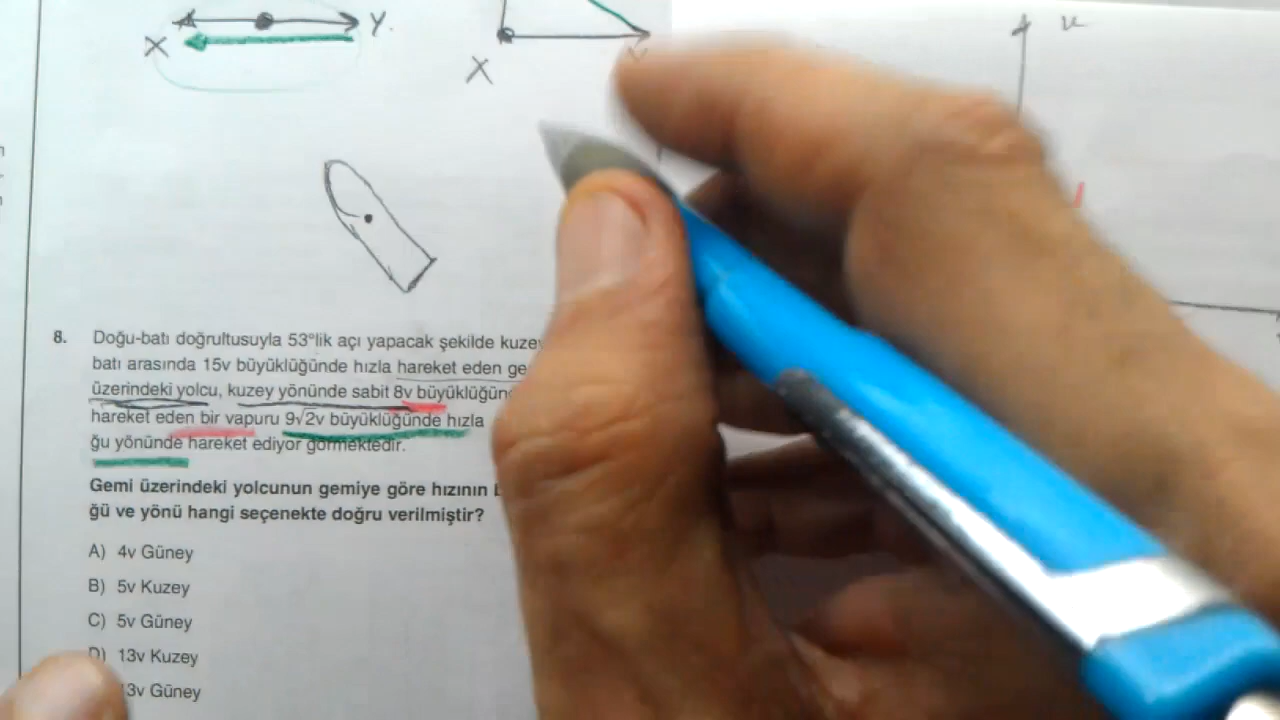 Y.
X
X
8. Doğu-batı doğrultusuyla 53°lik açı yapacak şekilde
batı arasında 15v büyüklüğünde hızla hareket eden
üzerindeki yolcu, kuzey yönünde sabit 8v
hareket eden bir vapuru 9√2v büyüklüğünde hızla
ğu yönünde hareket ediyor görmektedir.
Gemi üzerindeki yolcunun gemiye göre hızının
ğü ve yönü hangi seçenekte doğru verilmiştir?
A) 4v Güney
B) 5v Kuzey
C) 5v Güney
D) 13v Kuzey
3v Güney